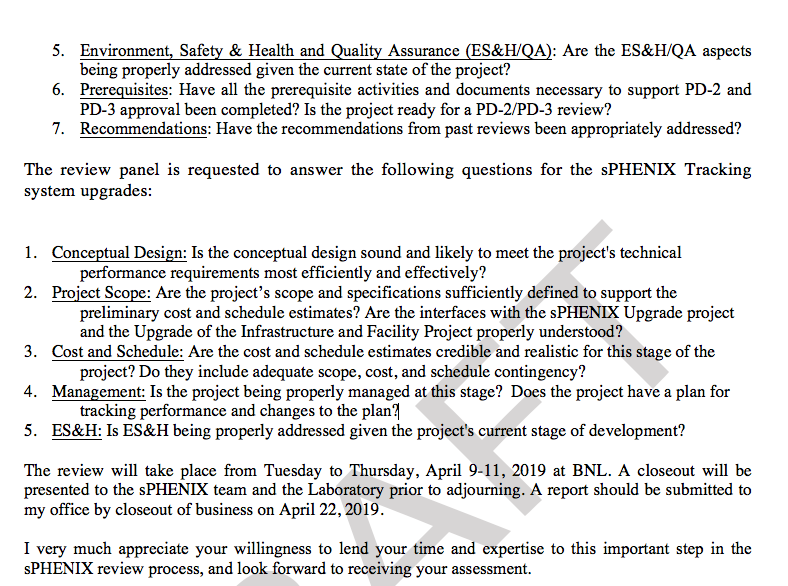 5. Environment, Safety & Health and Quality Assurance (ES&H/QA): Are the ES&H/QA aspects
being properly addressed given the current state of the project?
6. Prerequisites: Have all the prerequisite activities and documents necessary to support PD-2 and
PD-3 approval been completed? Is the project ready for a PD-2/PD-3 review?
7. Recommendations: Have the recommendations from past reviews been appropriately addressed?
The review panel is requested to answer the following questions for the sPHENIX Tracking
system upgrades:
1. Conceptual Design: Is the conceptual design sound and likely to meet the project's technical
performance requirements most efficiently and effectively?
2. Project Scope: Are the project’s scope and specifications sufficiently defined to support the
preliminary cost and schedule estimates? Are the interfaces with the sPHENIX Upgrade project
and the Upgrade of the Infrastructure and Facility Project properly understood?
3. Cost and Schedule: Are the cost and schedule estimates credible and realistic for this stage of the
project? Do they include adequate scope, cost, and schedule contingency?
4. Management: Is the project being properly managed at this stage? Does the project have a plan for
tracking performance and changes to the plan?
5. ES&H: Is ES&H being properly addressed given the project's current stage of development?
The review will take place from Tuesday to Thursday, April 9-11, 2019 at BNL. A closeout will be
presented to the sPHENIX team and the Laboratory prior to adjourning. A report should be submitted to
my office by closeout of business on April 22, 2019.
I very much appreciate your willingness to lend your time and expertise to this important step in the
sPHENIX review process, and look forward to receiving your assessment.
RAFT